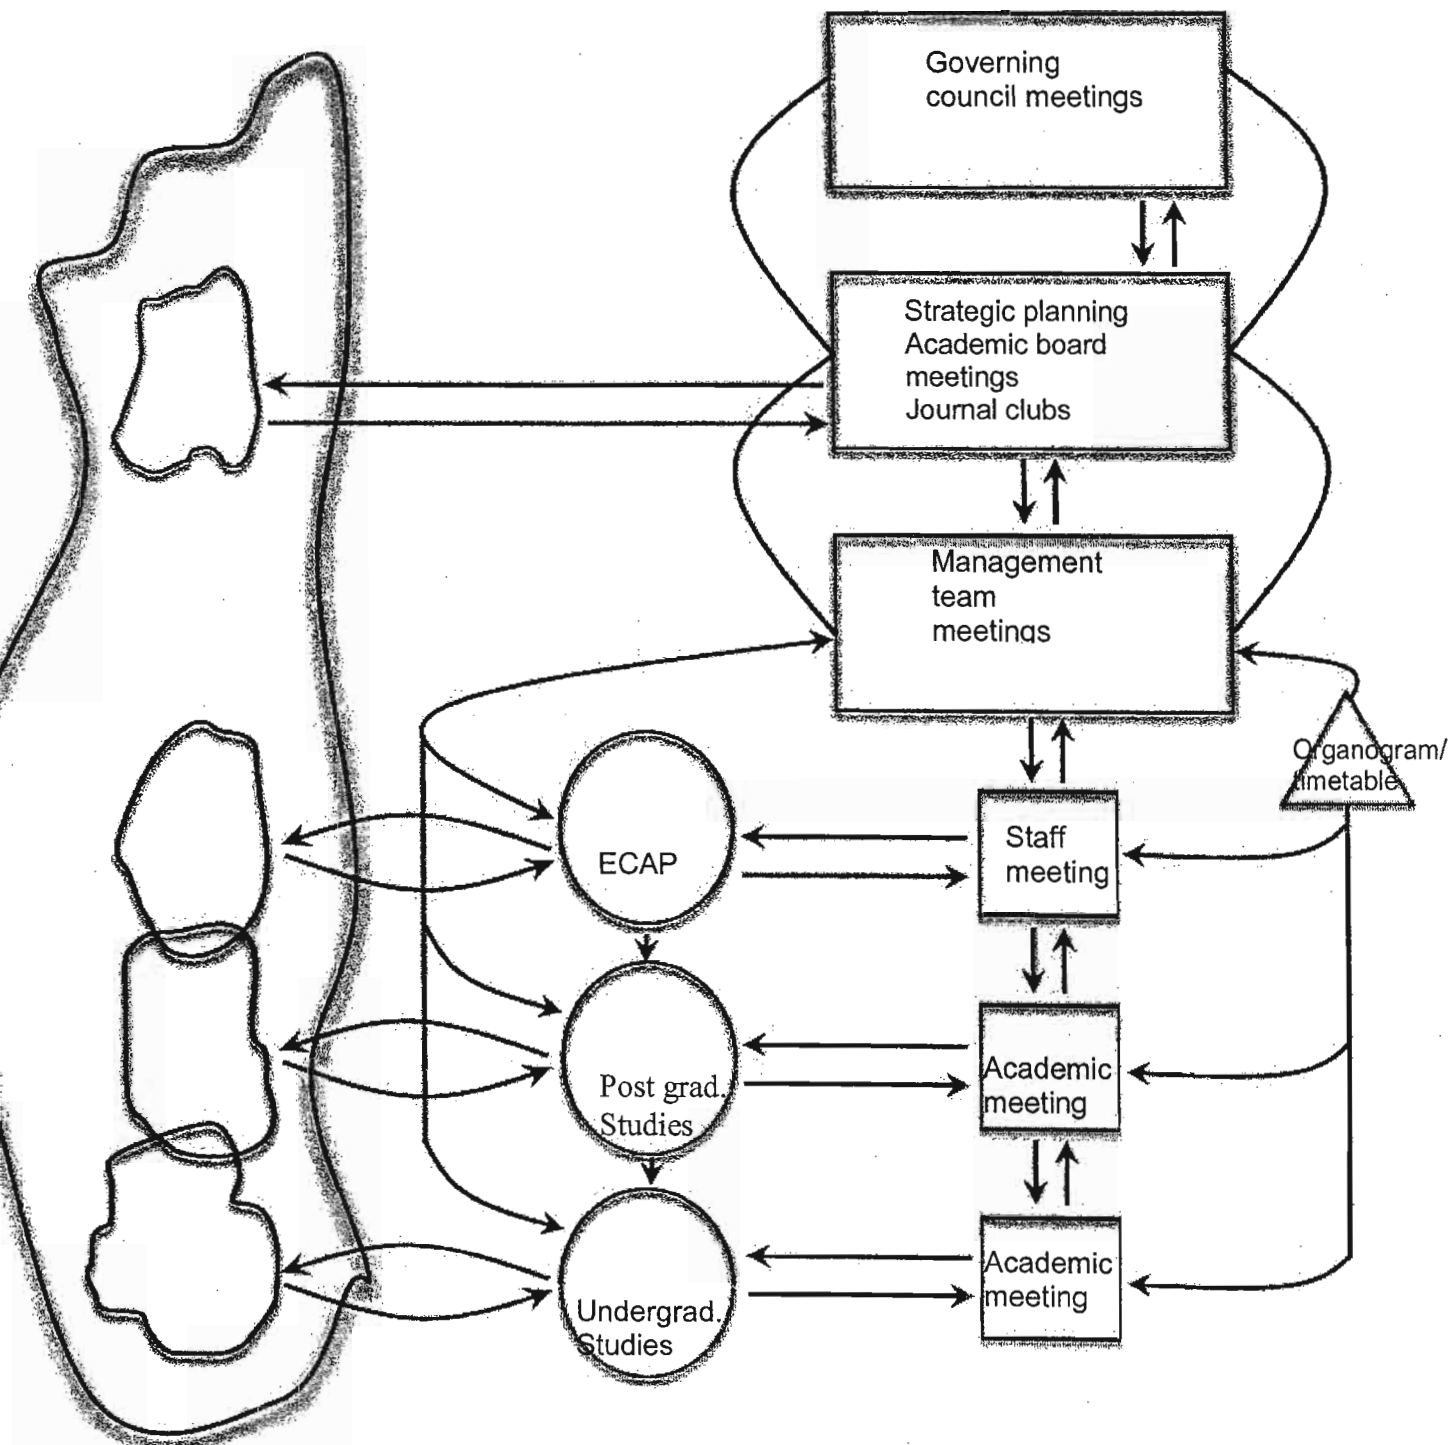 Governing
council meetings
Strategic planning
Academic board
meetings
Journal clubs
Management
team
meetings
Organogram/
timetable
ECAP
Staff
meeting
Post grad.
Studies
Academic
meeting
Undergrad.
Studies
Academic
meeting